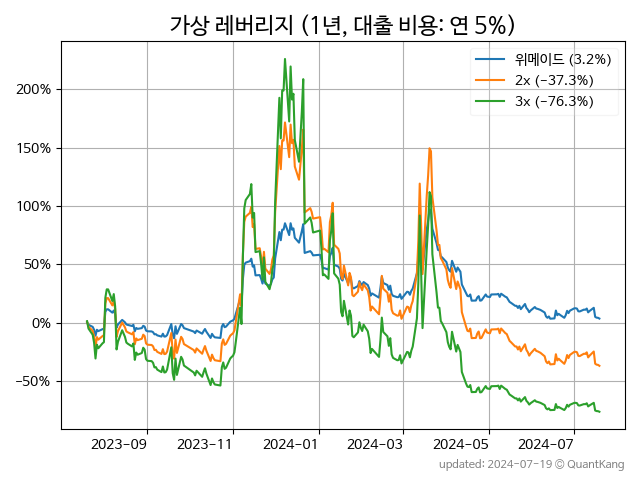 가상 레버리지 (1년, 대출 비용: 연 5%)
위메이드 (3.2%)
2x (−37.3%)
3x (−76.3%)
200%
150%
100%
50%
0%
−50%
2023-09 2023-11 2024-01 2024-03 2024-05 2024-07
updated: 2024-07-19 © QuantKang